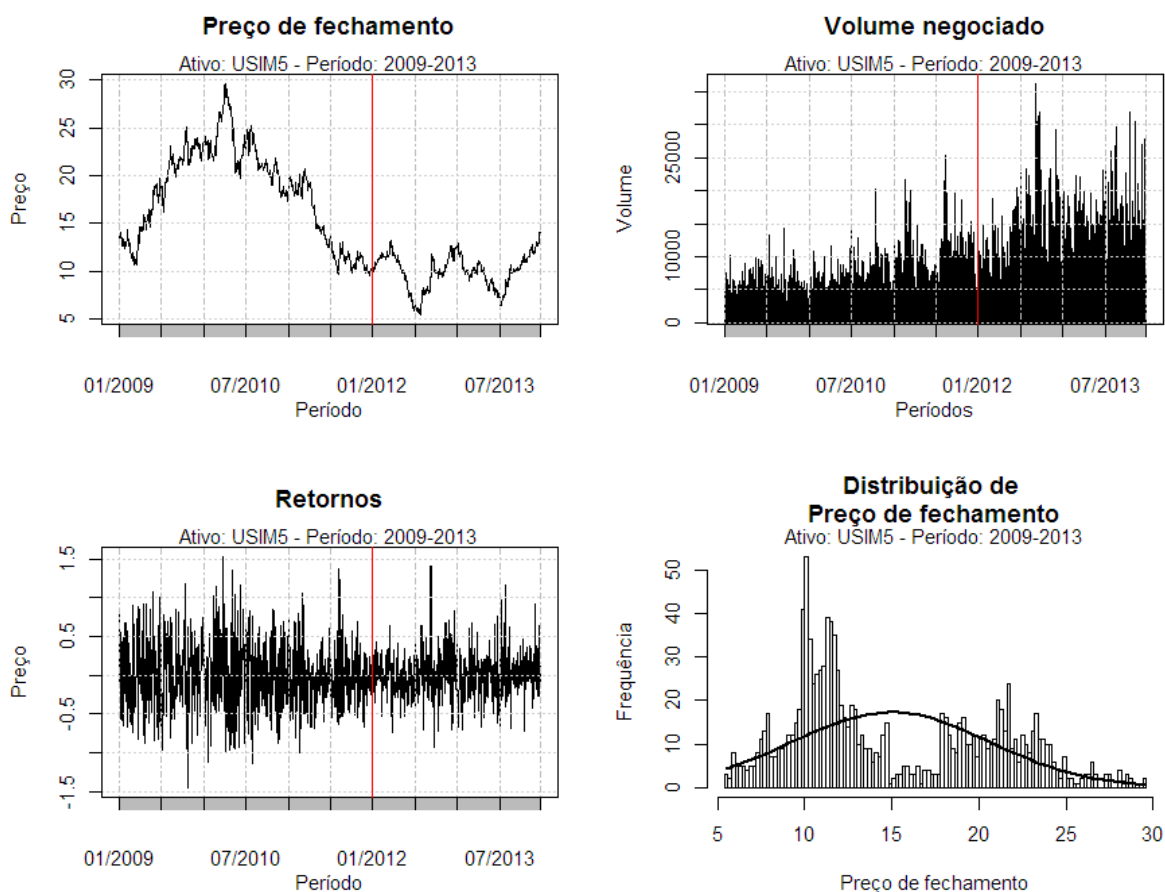 Preço de fechamento
Ativo: USIM5 - Período: 2009-2013
Preço
30
25
20
15
10
5
01/2009 07/2010 01/2012 07/2013
Período
Volume negociado
Ativo: USIM5 - Período: 2009-2013
Volume
25000
10000
0
01/2009 07/2010 01/2012 07/2013
Períodos
Retornos
Ativo: USIM5 - Período: 2009-2013
Preço
1.5
0.5
-0.5
-1.5
01/2009 07/2010 01/2012 07/2013
Período
Distribuição de
Preço de fechamento
Ativo: USIM5 - Período: 2009-2013
Frequência
50
40
30
20
10
0
5 10 15 20 25 30
Preço de fechamento